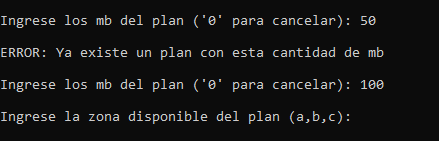 Ingrese los mb del plan ('0' para cancelar): 50
ERROR: Ya existe un plan con esta cantidad de mb
Ingrese los mb del plan ('0' para cancelar): 100
Ingrese la zona disponible del plan (a,b,c):